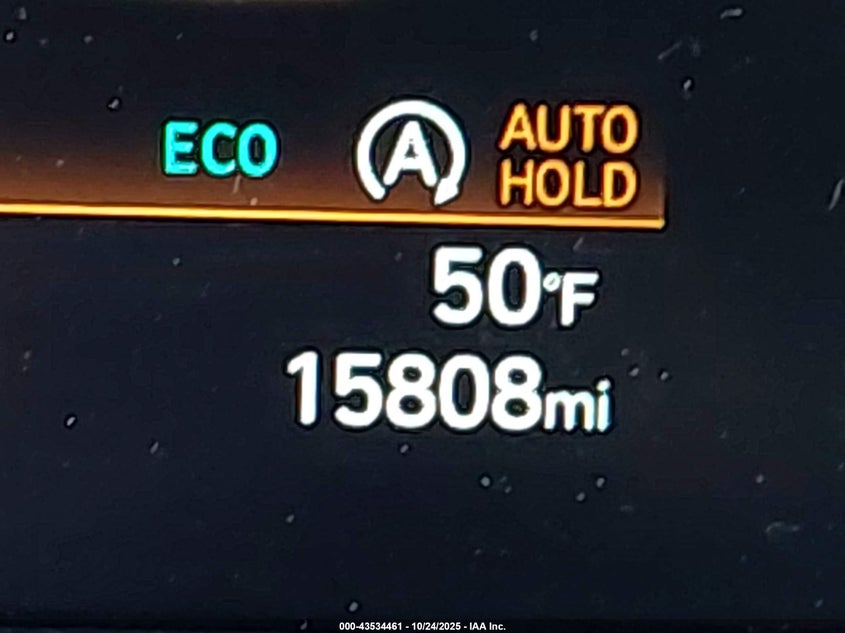 ECO A AUTO HOLD
50°F
15808mi
000-43534461 - 10/24/2025 - IAA Inc.